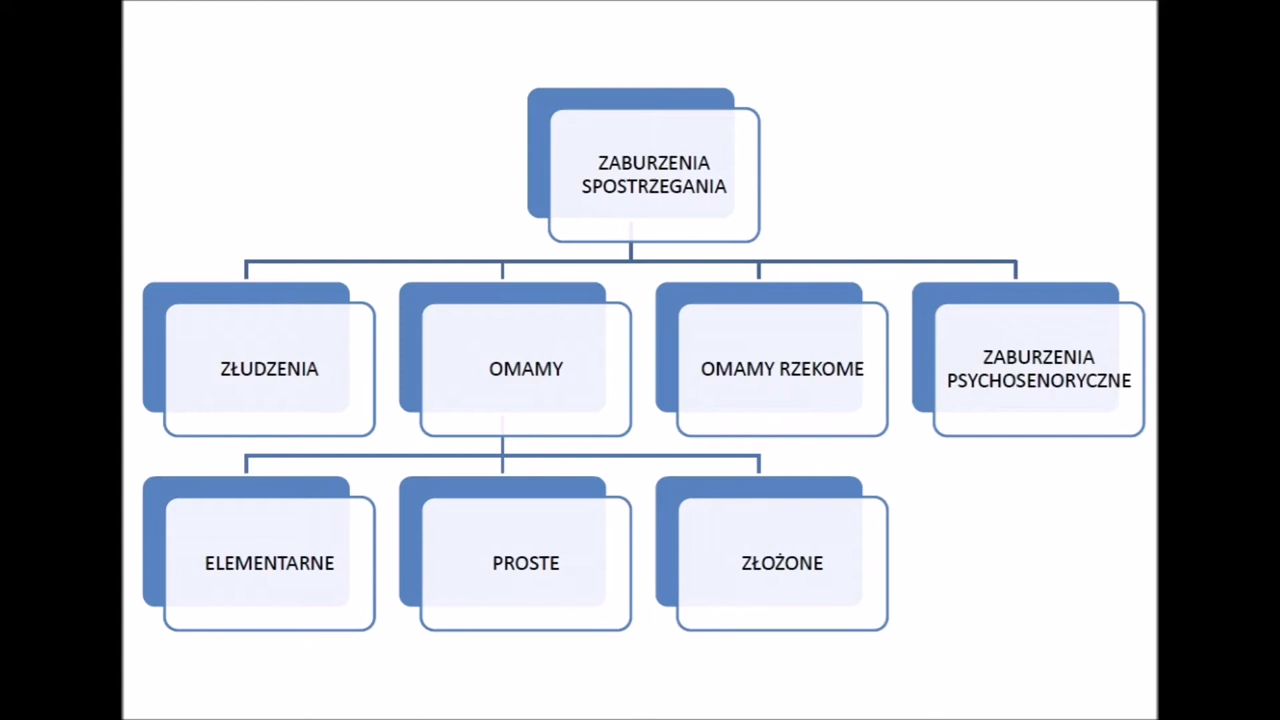 ZABURZENIA
SPOSTRZEGANIA
ZŁUDZENIA
OMAMY
OMAMY RZEKOME
ZABURZENIA
PSYCHOSENORYCZNE
ELEMENTARNE
PROSTE
ZŁOŻONE